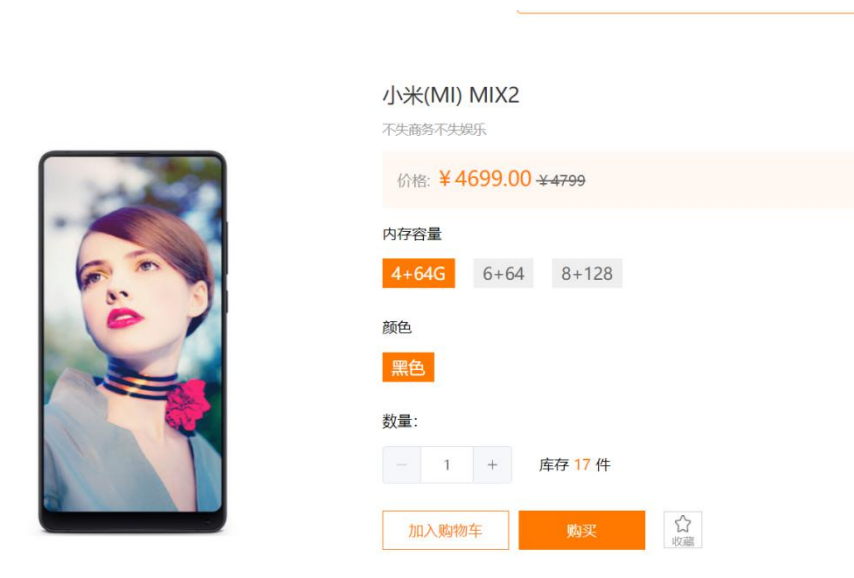 小米(MI) MIX2
不失商务不失娱乐
价格: ￥4699.00 ￥4799
内存容量
4+64G 6+64 8+128
颜色
黑色
数量：
− 1 + 库存 17 件
加入购物车 购买 收藏